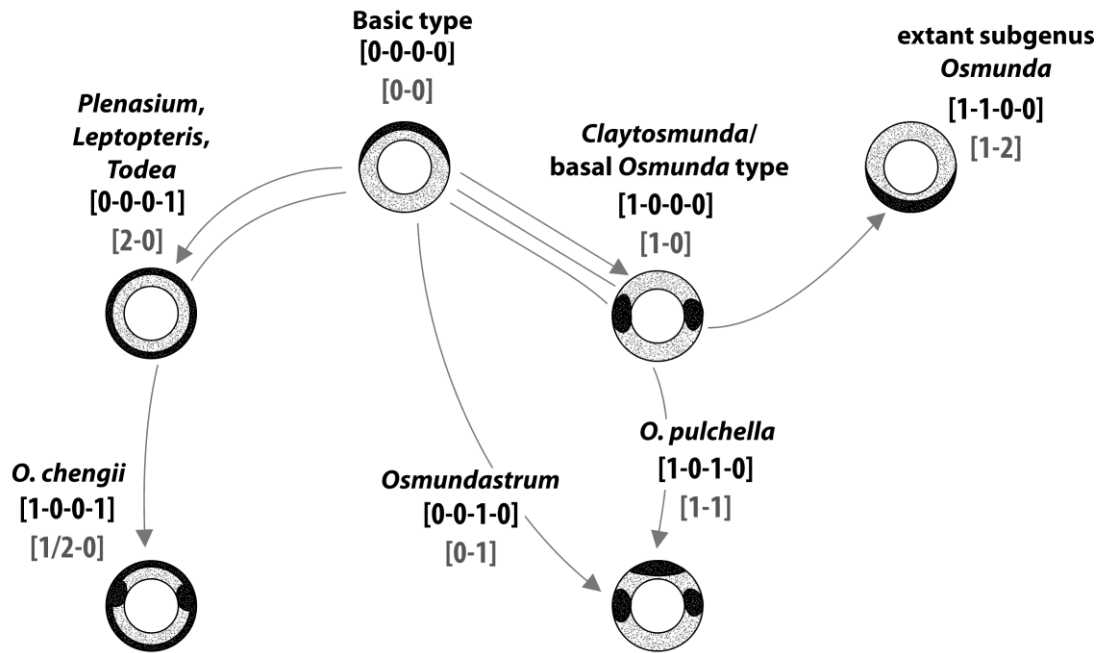 Basic type
[0-0-0-0]
[0-0]
extant subgenus
Osmunda
[1-1-0-0]
[1-2]
Plenasium,
Leptopteris,
Todea
[0-0-0-1]
[2-0]
Claytosmunda/
basal Osmunda type
[1-0-0-0]
[1-0]
O. chengii
[1-0-0-1]
[1/2-0]
Osmundastrum
[0-0-1-0]
[0-1]
O. pulchella
[1-0-1-0]
[1-1]